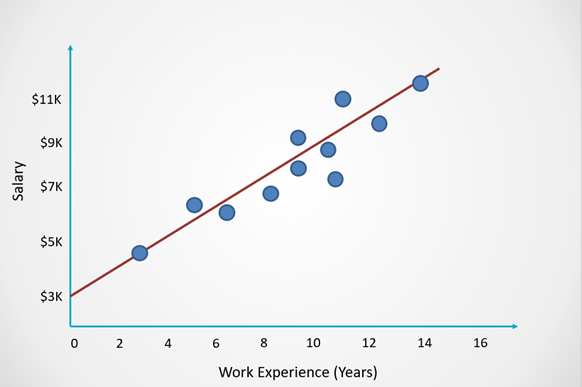 $11K
$9K
$7K
$5K
$3K
Salary
0 2 4 6 8 10 12 14 16
Work Experience (Years)